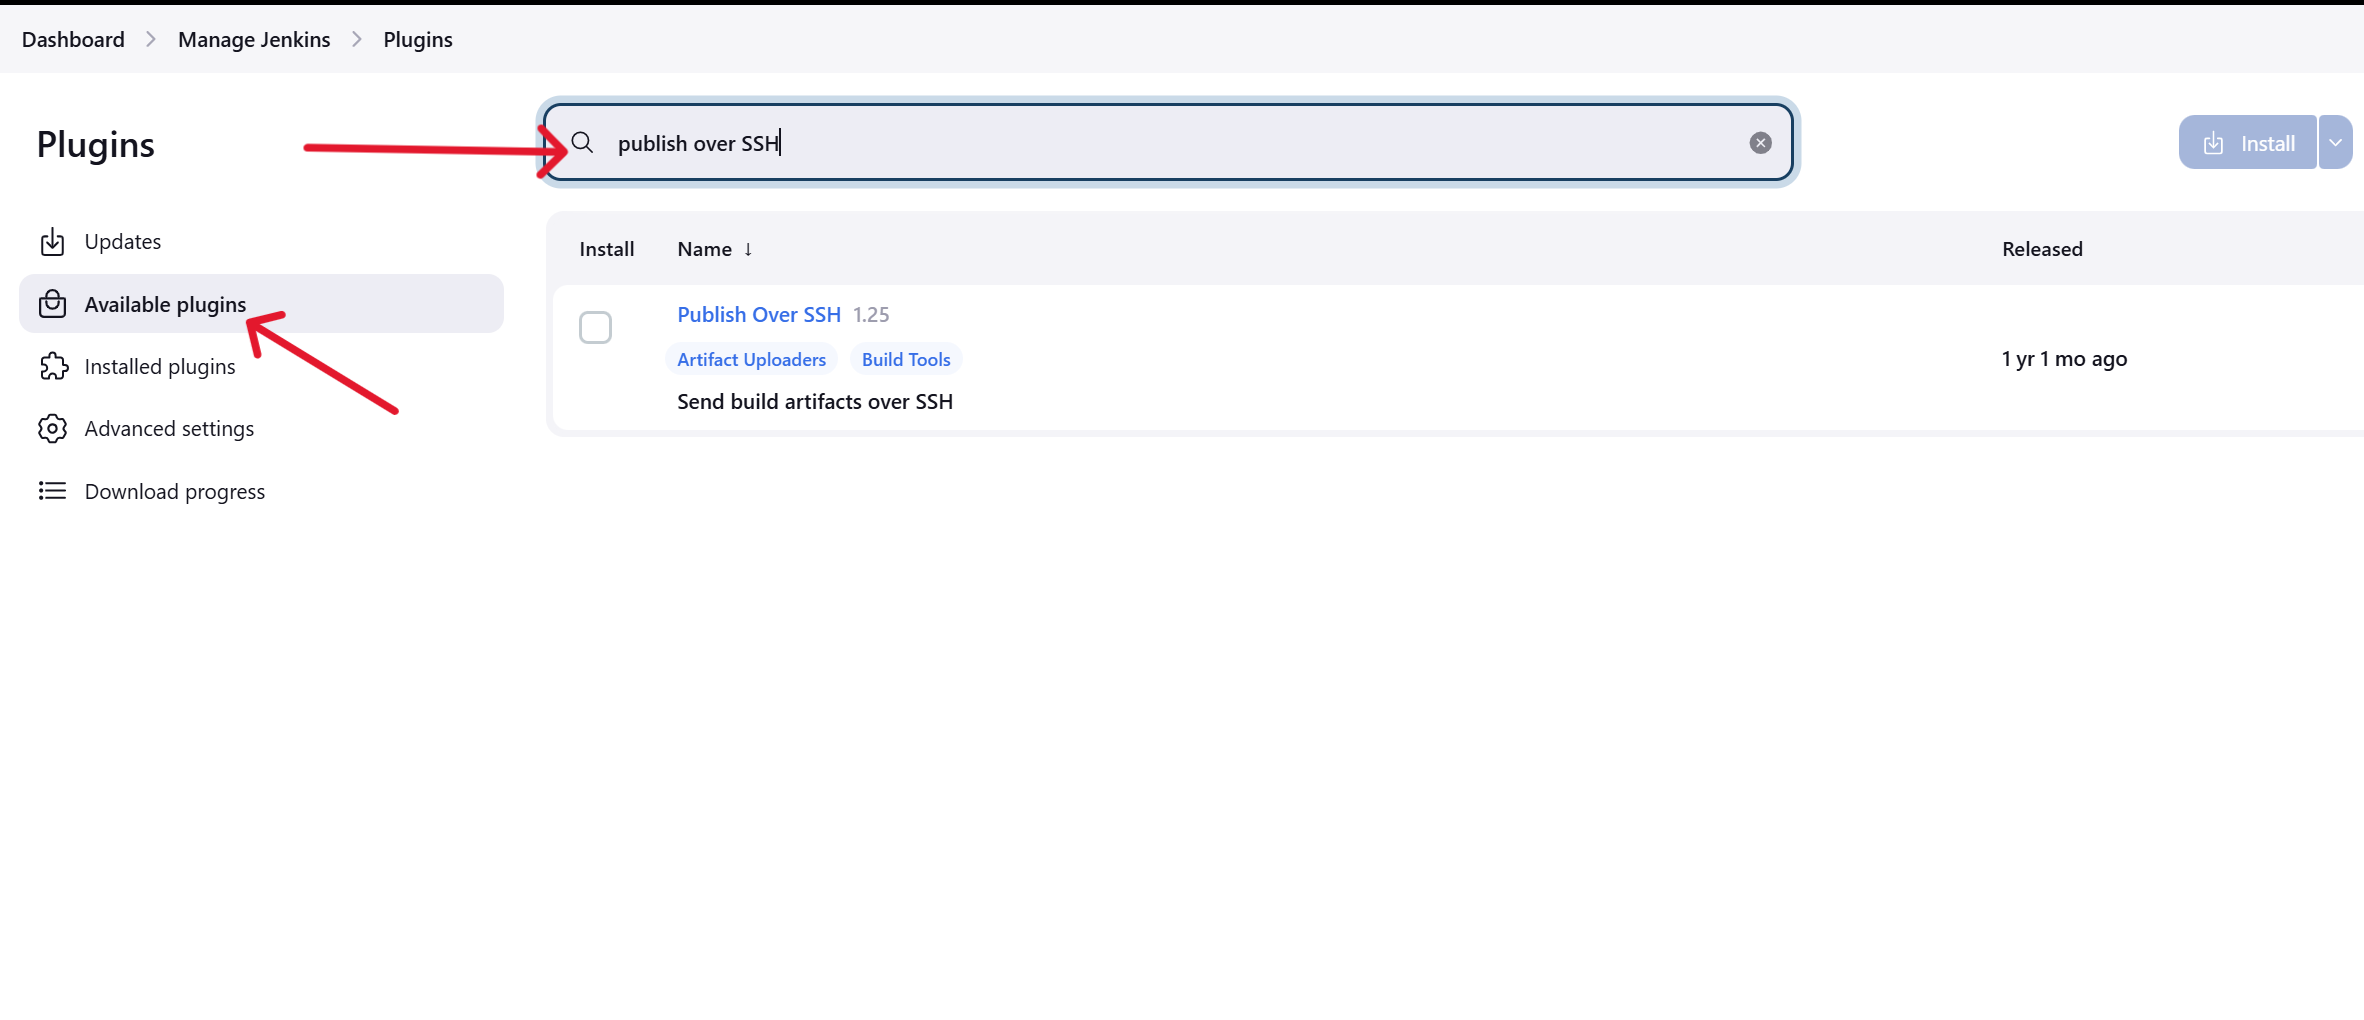 Dashboard > Manage Jenkins > Plugins
Plugins
publish over SSH
Install
Updates
Available plugins
Installed plugins
Advanced settings
Download progress
Install Name ↓ Released
Publish Over SSH 1.25
Artifact Uploaders Build Tools
Send build artifacts over SSH
1 yr 1 mo ago